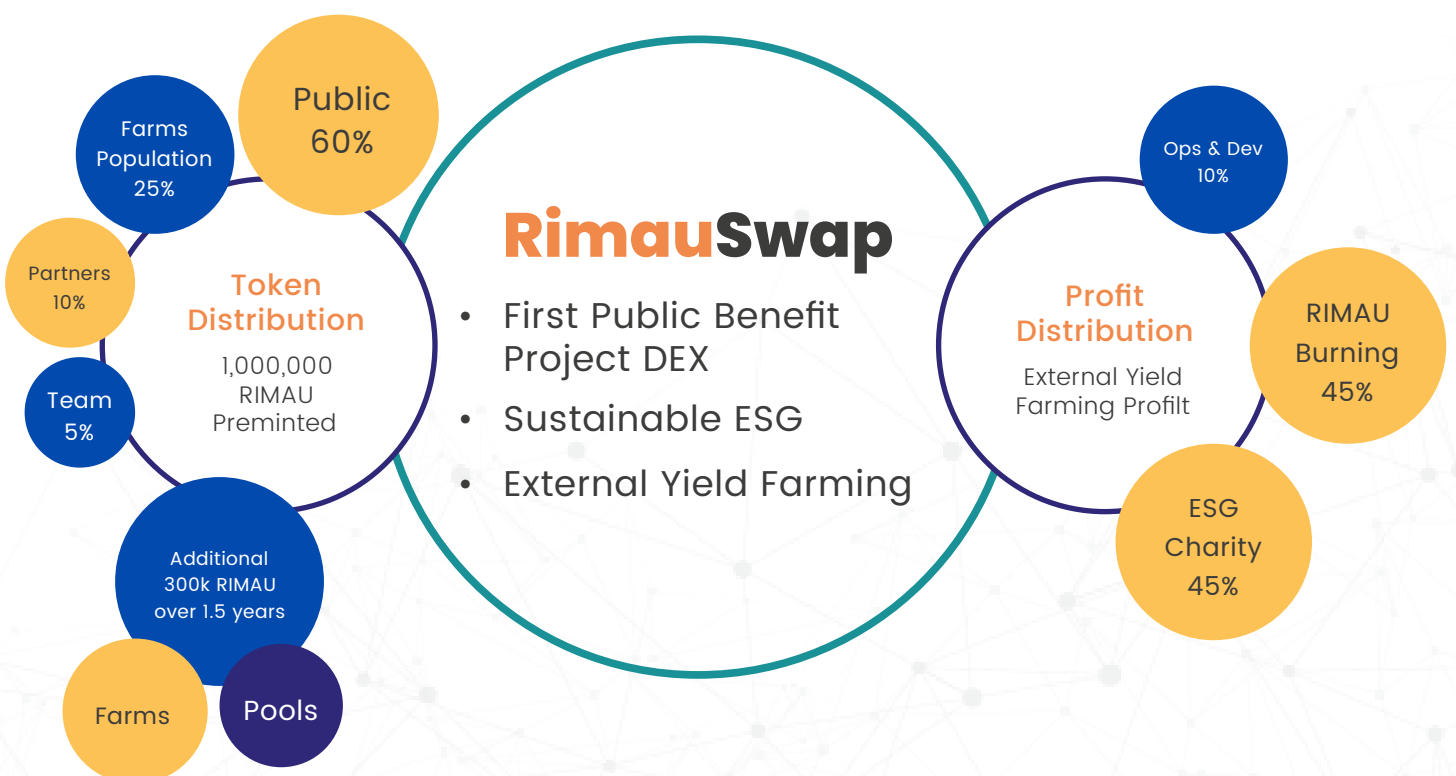 Public
60%
Farms
Population
25%
Partners
10%
Team
5%
Token
Distribution
1,000,000
RIMAU
Preminted
Additional
300k RIMAU
over 1.5 years
Farms
Pools
RimauSwap
• First Public Benefit
Project DEX
• Sustainable ESG
• External Yield Farming
Profit
Distribution
External Yield
Farming Profilt
Ops & Dev
10%
RIMAU
Burning
45%
ESG
Charity
45%